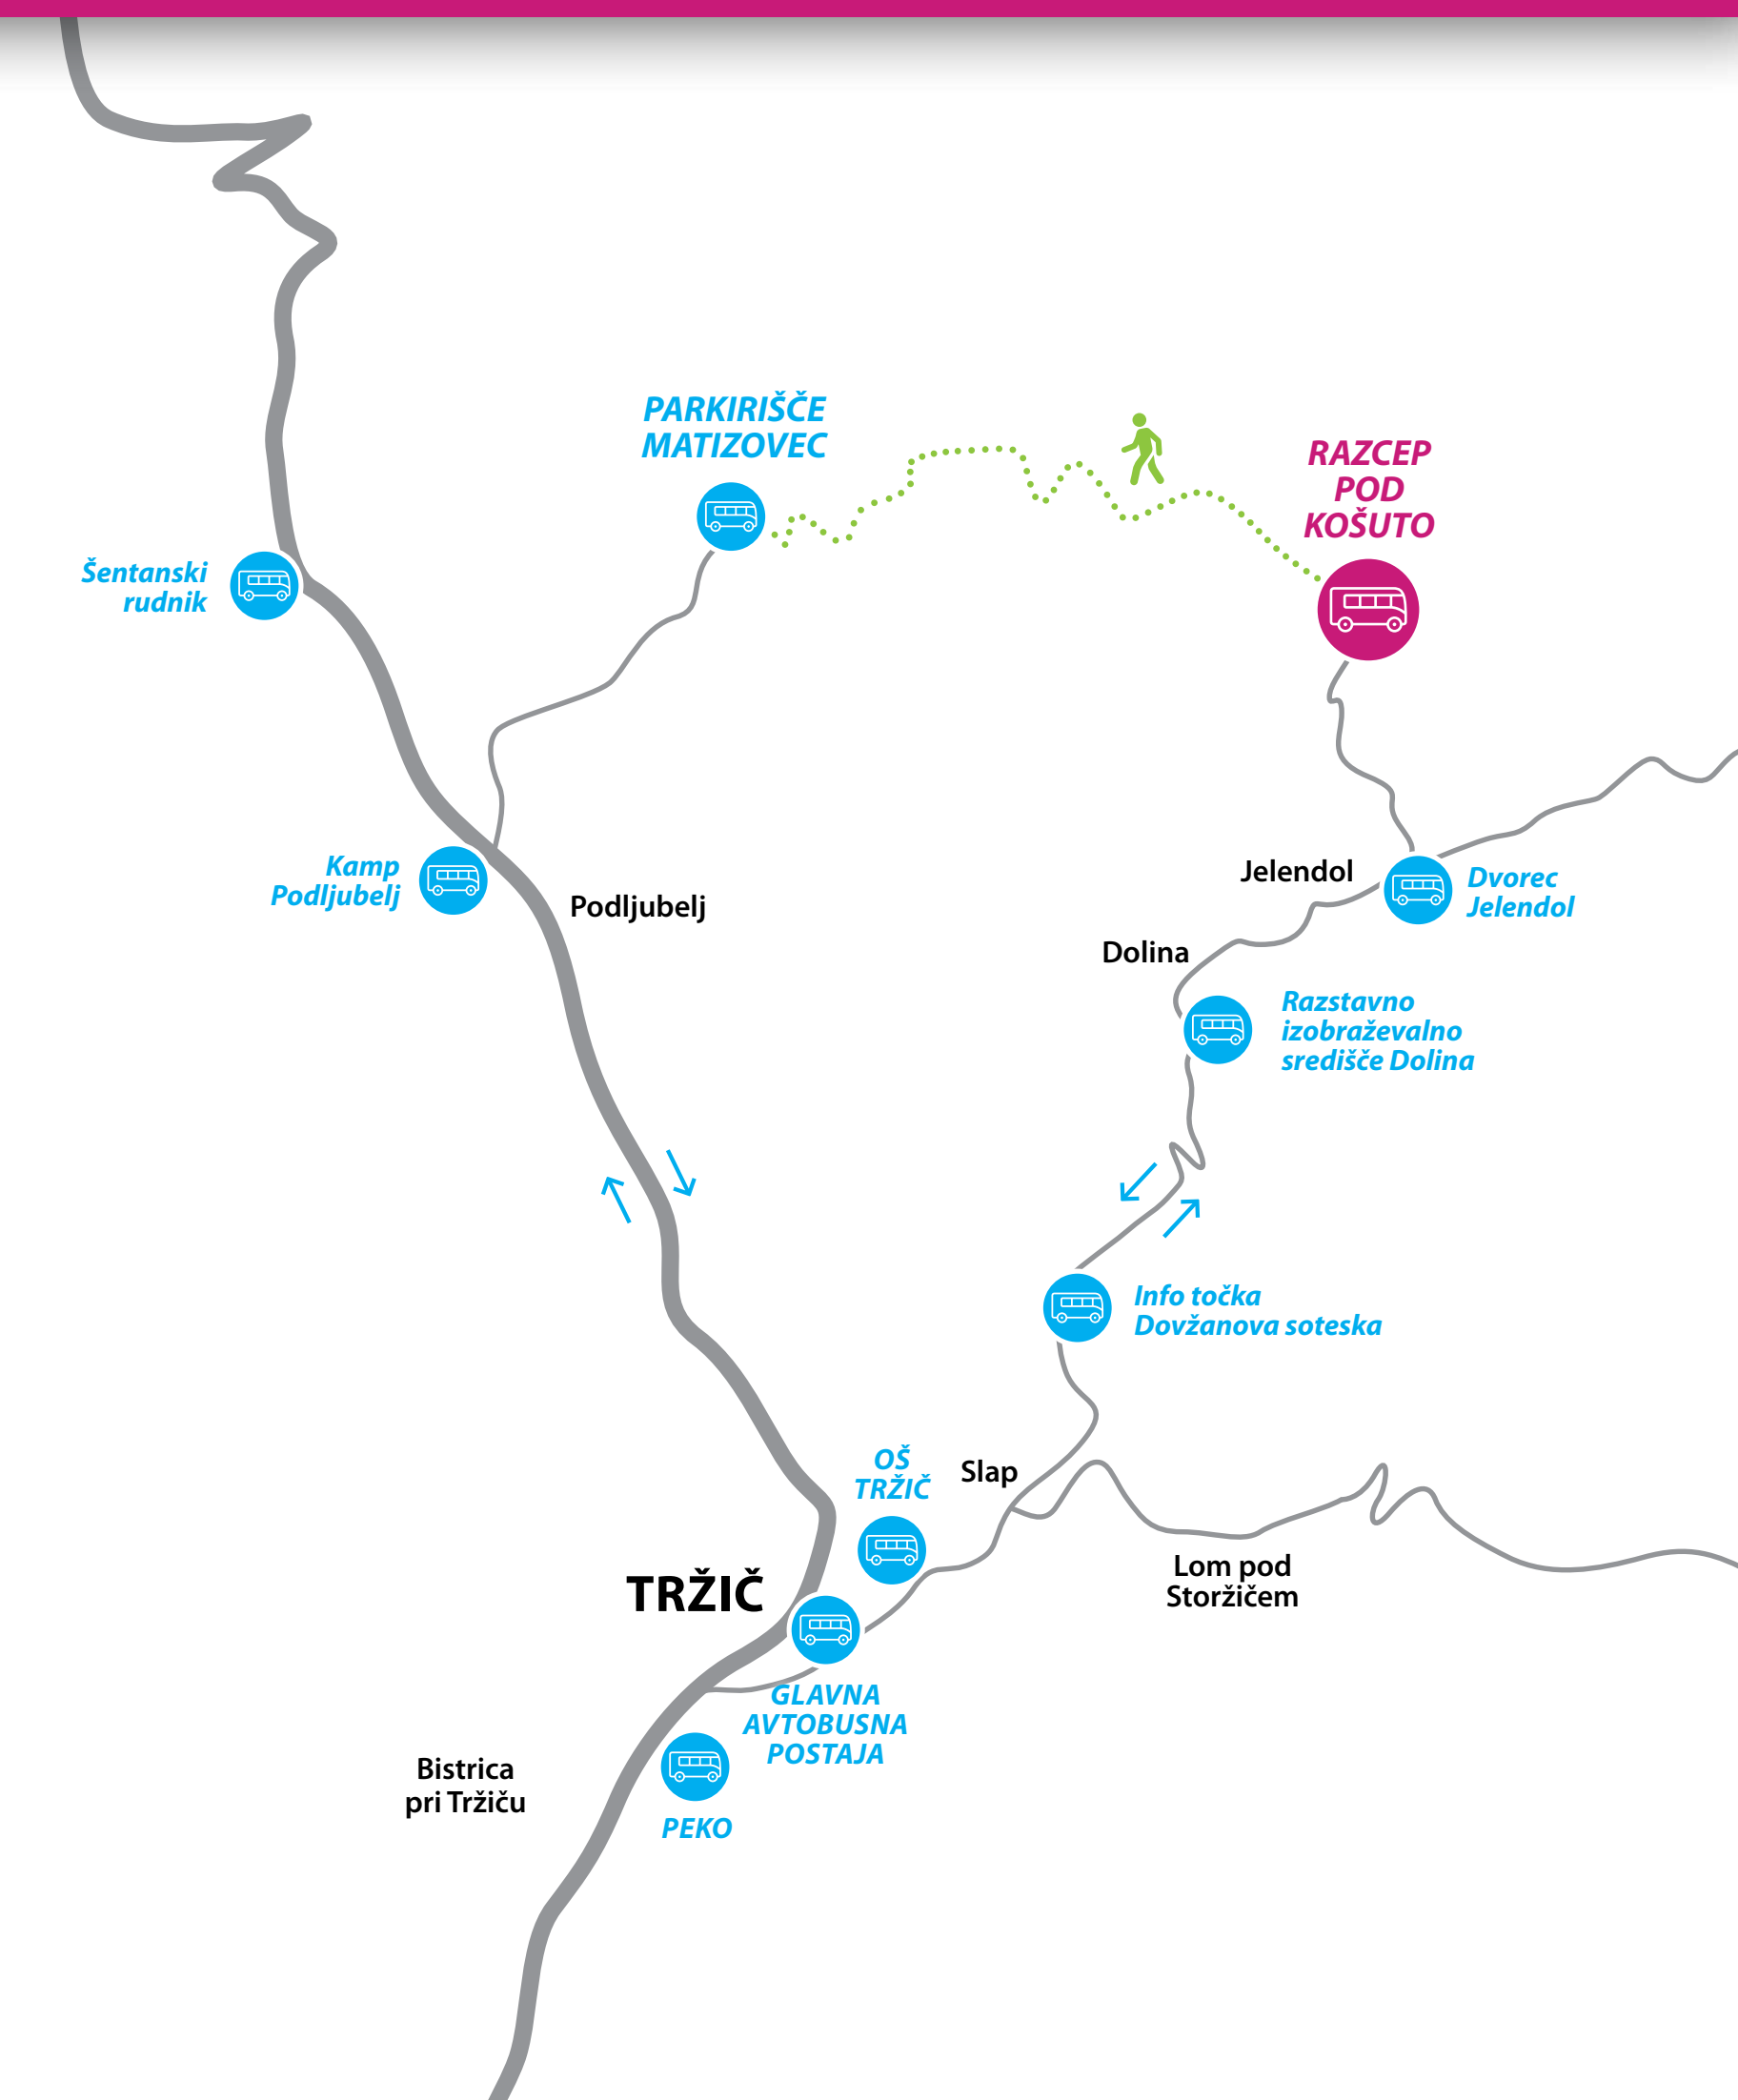 PARKIRIŠČE
MATIZOVEC
RAZCEP
POD
KOŠUTO
Šentanski
rudnik
Kamp
Podljubelj
Podljubelj
Jelendol
Dvorec
Jelendol
Dolina
Razstavno
izobraževalno
središče Dolina
Info točka
Dovžanova soteska
OŠ
TRŽIČ
Slap
Lom pod
Storžičem
TRŽIČ
GLAVNA
AVTOBUSNA
POSTAJA
Bistrica
pri Tržiču
PEKO